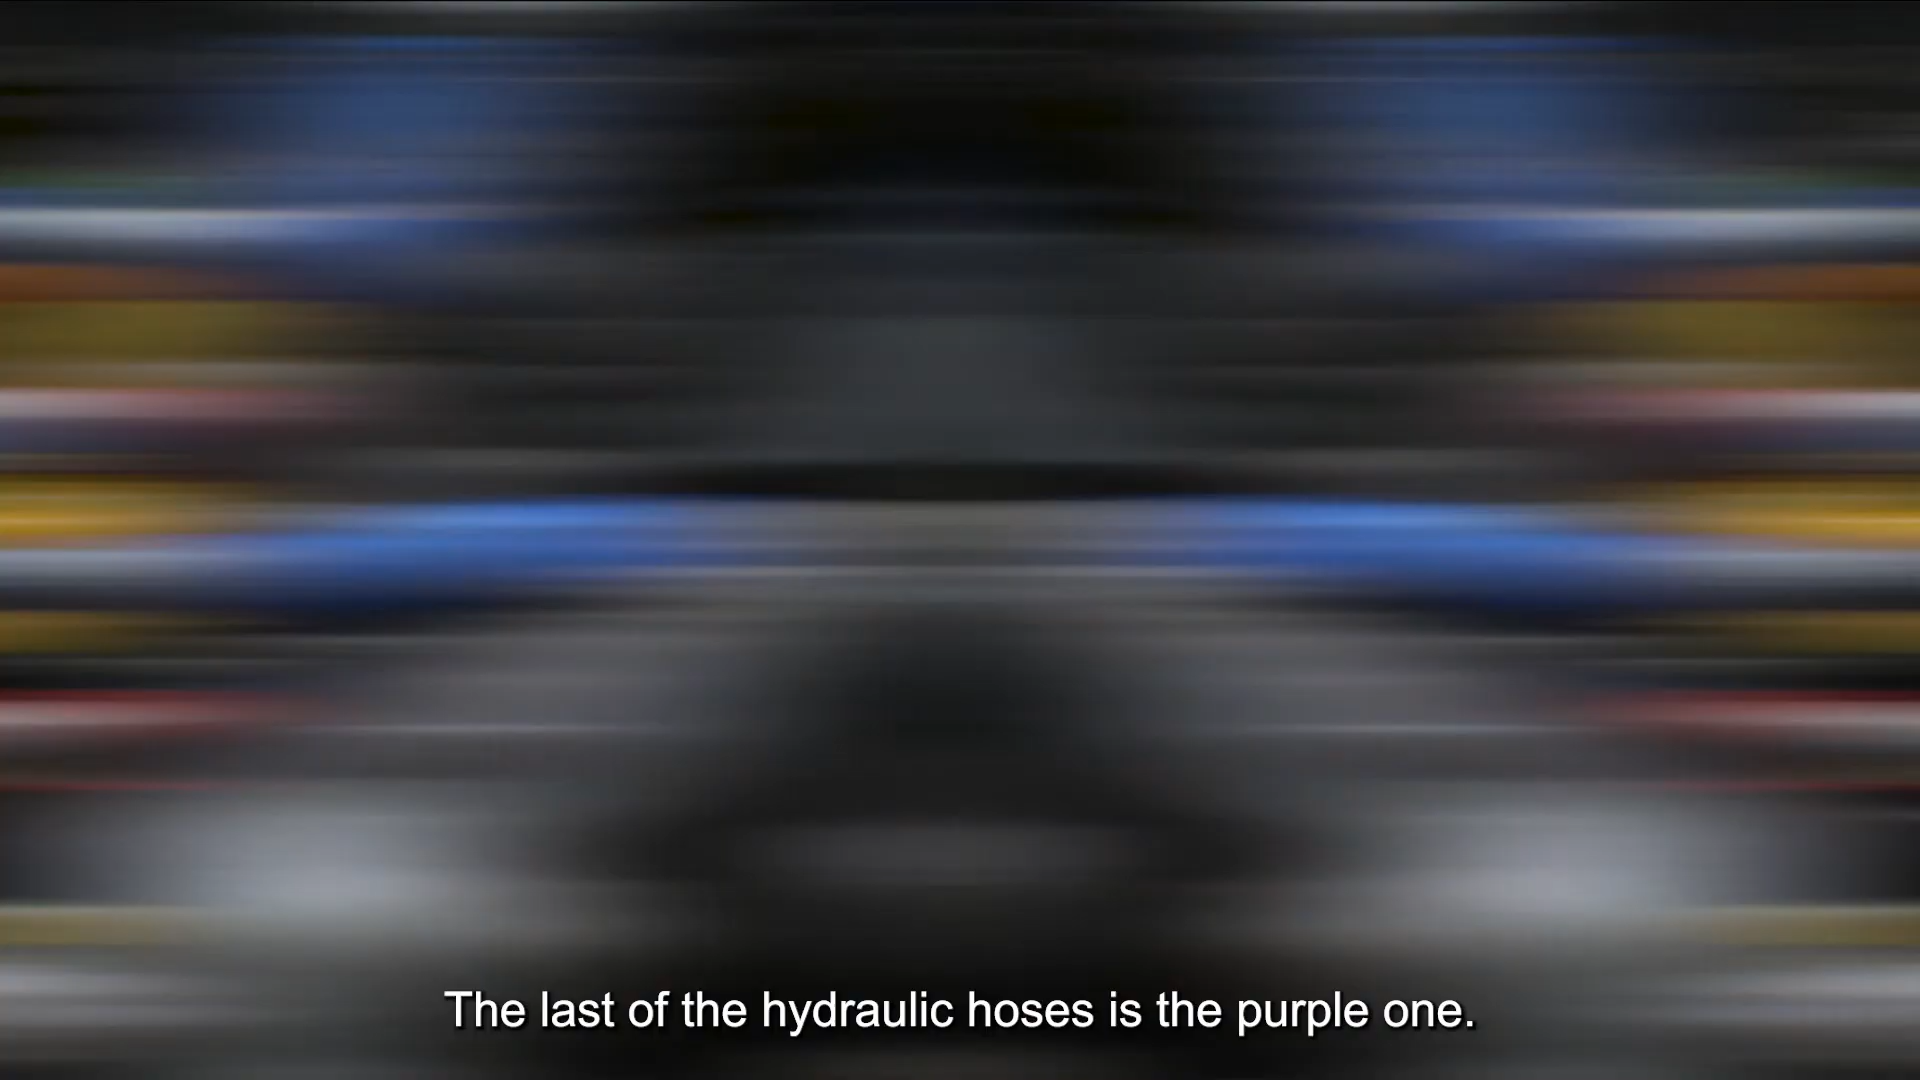 The last of the hydraulic hoses is the purple one.